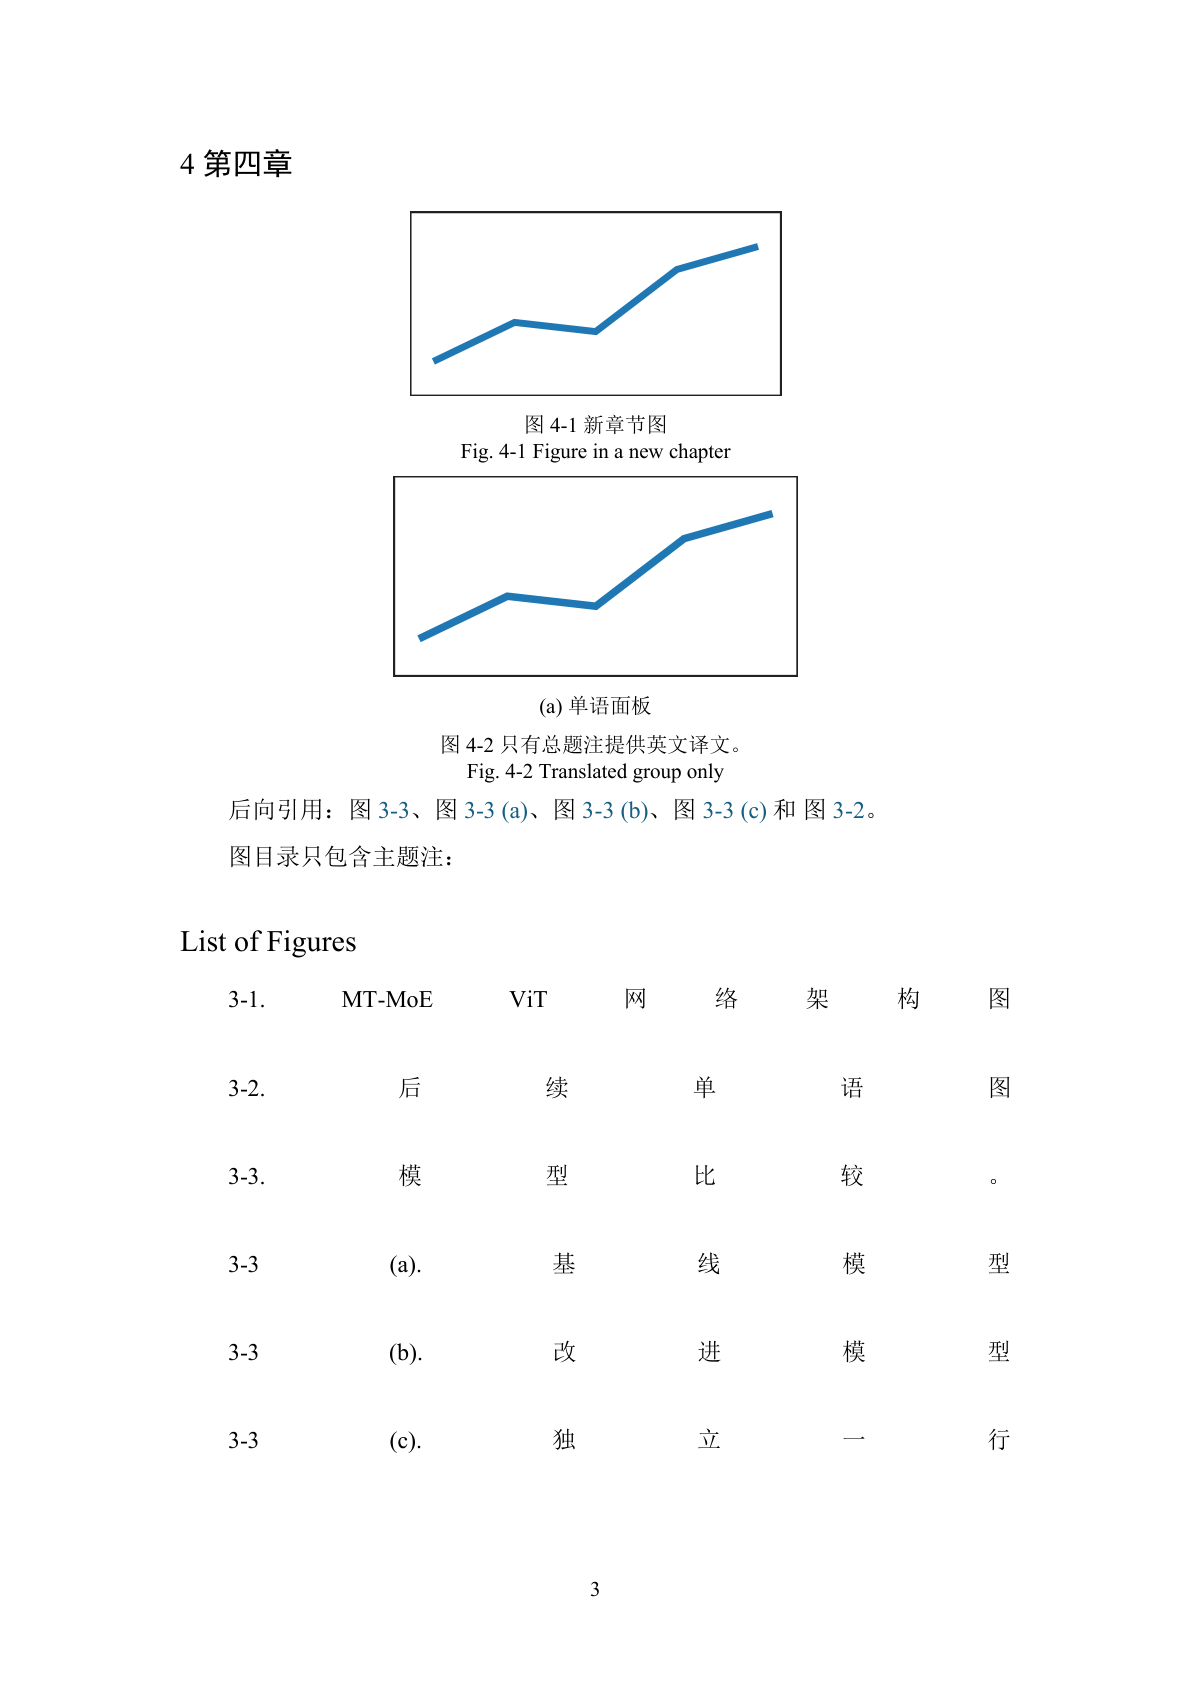 4 第四章
图 4-1 新章节图
Fig. 4-1 Figure in a new chapter
(a) 单语面板
图 4-2 只有总题注提供英文译文。
Fig. 4-2 Translated group only
后向引用：图 3-3、图 3-3 (a)、图 3-3 (b)、图 3-3 (c) 和 图 3-2。
图目录只包含主题注：
List of Figures
3-1. MT-MoE ViT 网 络 架 构 图
3-2. 后 续 单 语 图
3-3. 模 型 比 较 。
3-3 (a). 基 线 模 型
3-3 (b). 改 进 模 型
3-3 (c). 独 立 一 行
3